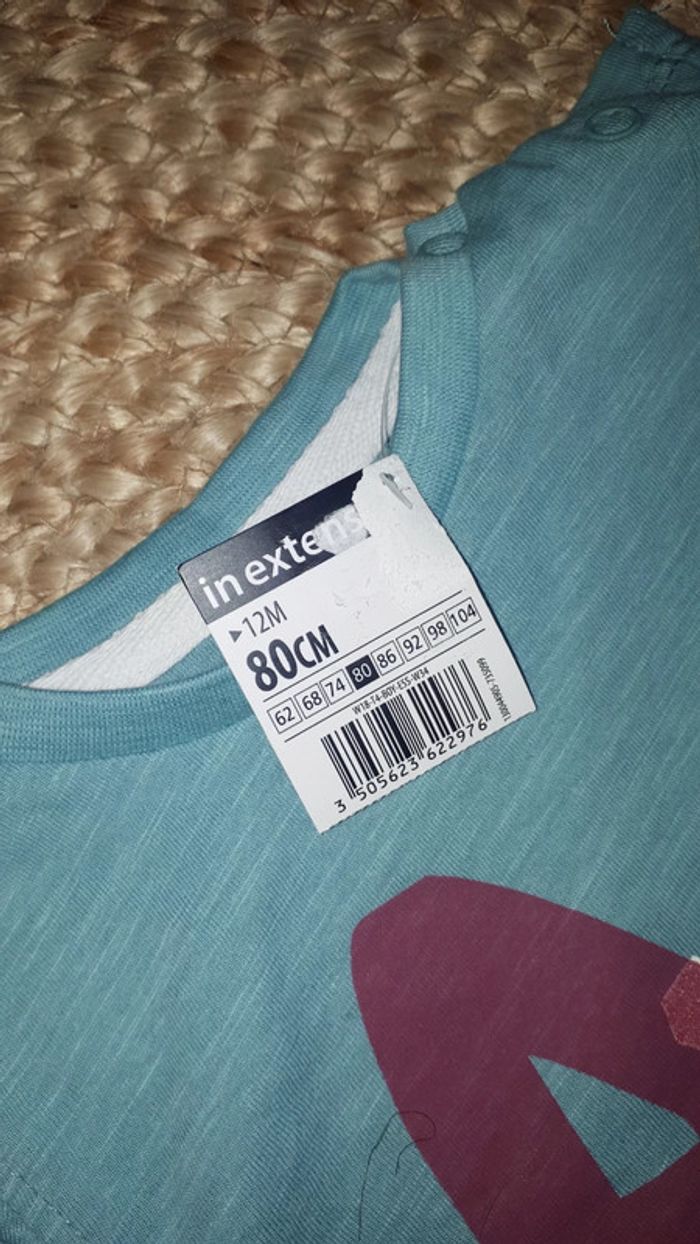 in extens
▶12M
80CM
62 68 74 80 86 92 98 104
W18-T4-BOY-ESS-W34
3 505623 622976